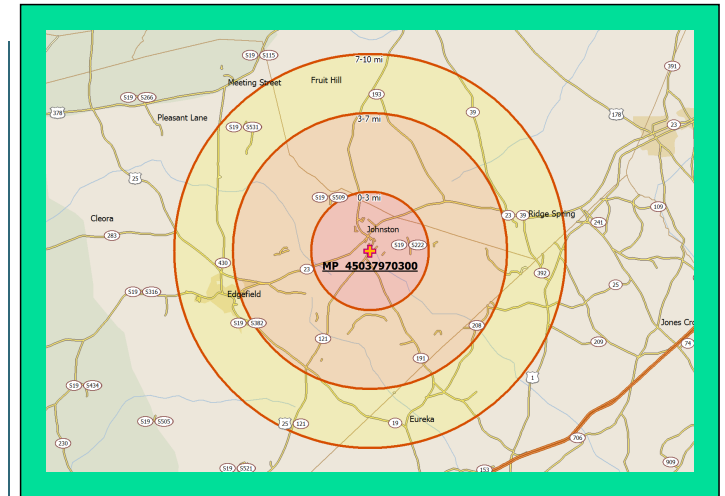 7-10 mi
S19 S115
391
Meeting Street
Fruit Hill
S19 S266
193
378
39
178
Pleasant Lane
3-7 mi
23
S19 S531
25
0-3 mi
S19 S509
109
Cleora
23 39 Ridge Spring
241
283
Johnston
S19 S222
430
23
MP_45037970300
392
S19 S316
Edgefield
25
S19 S382
208
Jones Cro
121
209
74
191
1
S19 S434
S19 S505
25 121
19
Eureka
706
230
S19 S521
153
909